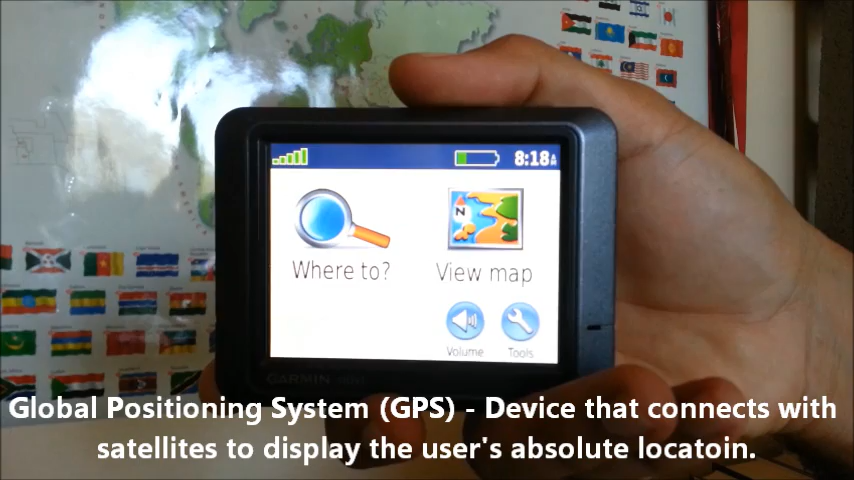 8:18
N
Where to?
View map
Volume
Tools
GARMIN
Global Positioning System (GPS) - Device that connects with
satellites to display the user's absolute locatoin.